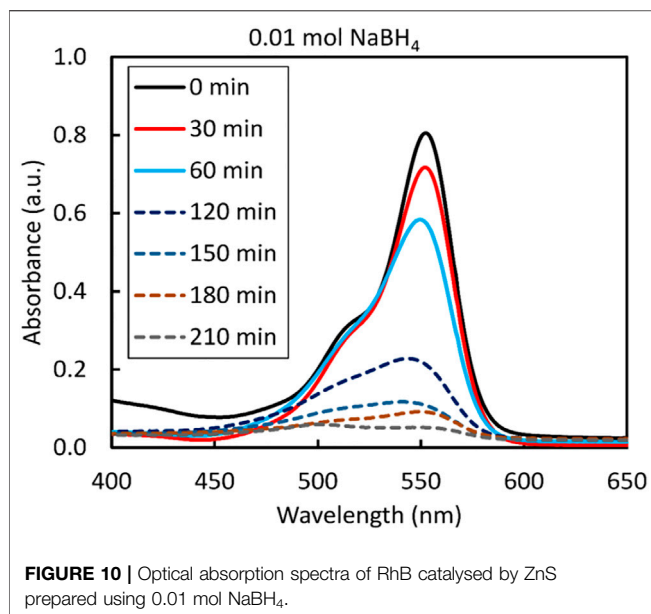 0.01 mol NaBH₄
1.0
0.8
0.6
0.4
0.2
0.0
Absorbance (a.u.)
0 min
30 min
60 min
120 min
150 min
180 min
210 min
400 450 500 550 600 650
Wavelength (nm)
FIGURE 10 | Optical absorption spectra of RhB catalysed by ZnS
prepared using 0.01 mol NaBH₄.